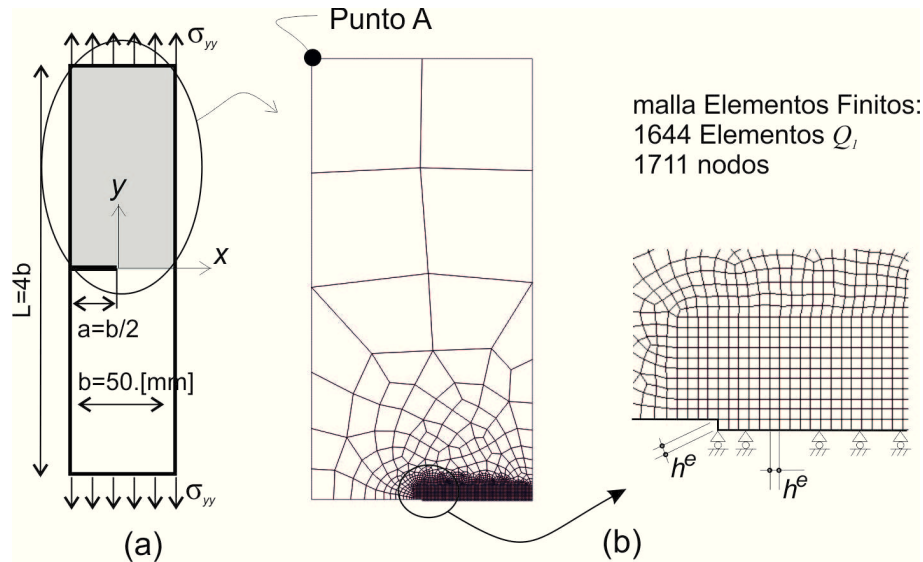 Punto A
σyy
malla Elementos Finitos:
1644 Elementos Q1
1711 nodos
y
x
L=4b
a=b/2
b=50.[mm]
h^e
h^e
σyy
(a)
(b)